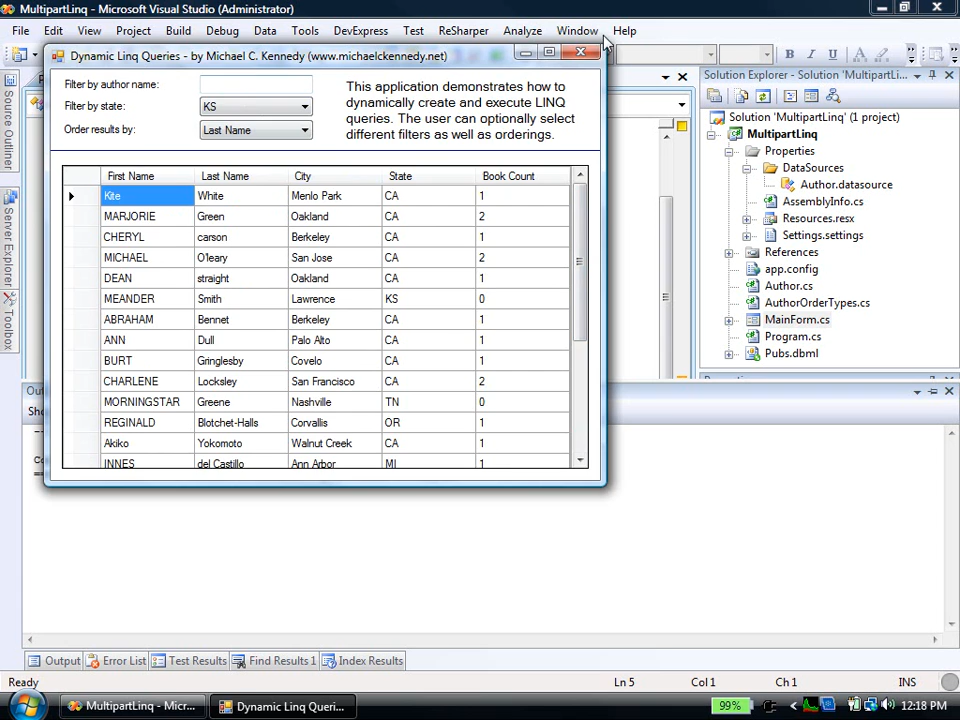 MultipartLinq - Microsoft Visual Studio (Administrator)
File Edit View Project Build Debug Data Tools DevExpress Test ReSharper Analyze Window Help
Dynamic Linq Queries - by Michael C. Kennedy (www.michaelckennedy.net)
Filter by author name:
Filter by state: KS
Order results by: Last Name
This application demonstrates how to
dynamically create and execute LINQ
queries. The user can optionally select
different filters as well as orderings.
First Name Last Name City State Book Count
Kite White Menlo Park CA 1
MARJORIE Green Oakland CA 2
CHERYL carson Berkeley CA 1
MICHAEL O'leary San Jose CA 2
DEAN straight Oakland CA 1
MEANDER Smith Lawrence KS 0
ABRAHAM Bennet Berkeley CA 1
ANN Dull Palo Alto CA 1
BURT Gringlesby Covelo CA 1
CHARLENE Locksley San Francisco CA 2
MORNINGSTAR Greene Nashville TN 0
REGINALD Blotchet-Halls Corvallis OR 1
Akiko Yokomoto Walnut Creek CA 1
INNES del Castillo Ann Arbor MI 1
Source Outliner
Server Explorer
Toolbox
Solution Explorer - Solution 'MultipartLinq...
Solution 'MultipartLinq' (1 project)
MultipartLinq
Properties
DataSources
Author.datasource
AssemblyInfo.cs
Resources.resx
Settings.settings
References
app.config
Author.cs
AuthorOrderTypes.cs
MainForm.cs
Program.cs
Pubs.dbml
Output Error List Test Results Find Results 1 Index Results
Ready Ln 5 Col 1 Ch 1 INS
MultipartLinq - Micr... Dynamic Linq Queri... 99% 12:18 PM